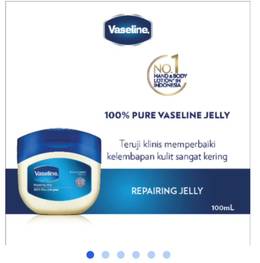 Vaseline.
NO.1
HAND & BODY
LOTION IN
INDONESIA
100% PURE VASELINE JELLY
Teruji klinis memperbaiki
kelembapan kulit sangat kering
Vaseline.
REPAIRING JELLY
100mL